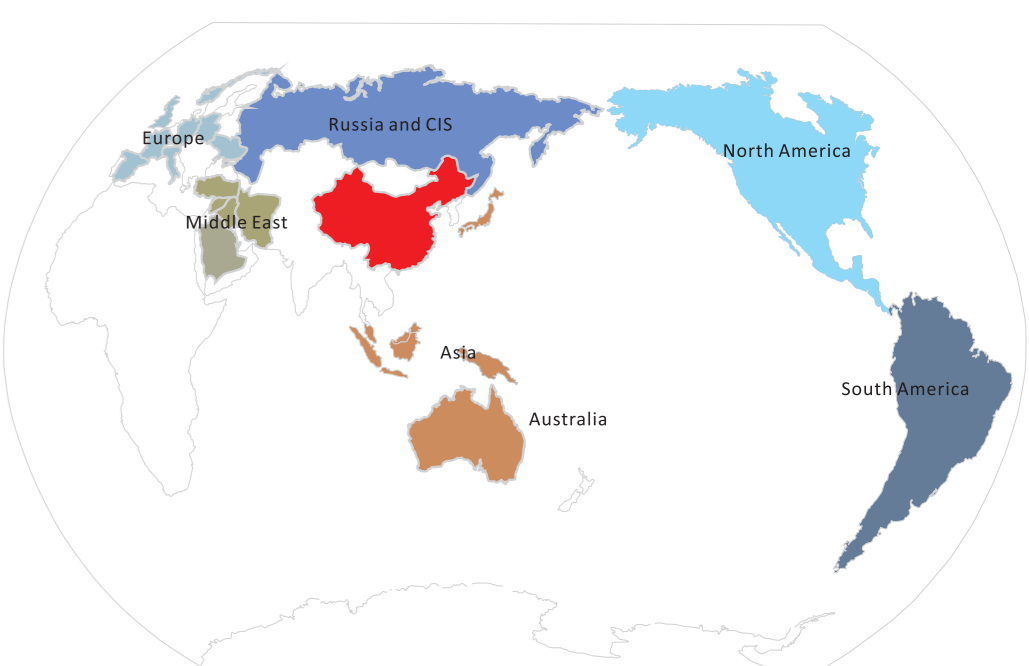 Russia and CIS
Europe
North America
Middle East
Asia
South America
Australia